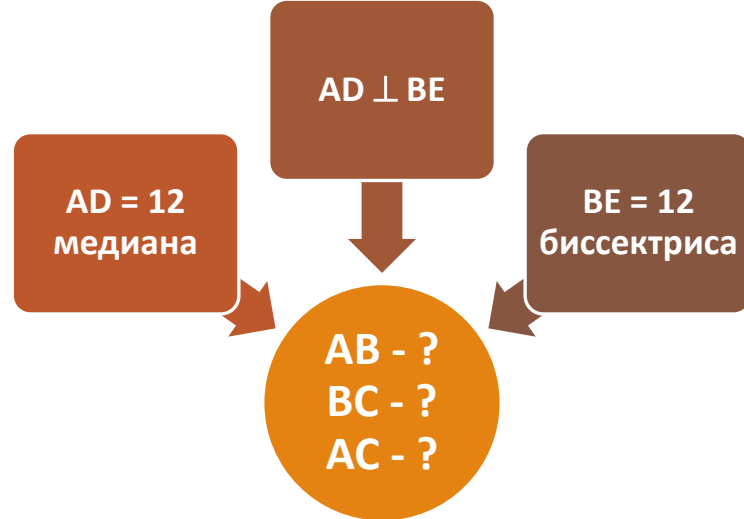 AD ⊥ BE
AD = 12
медиана
BE = 12
биссектриса
AB - ?
BC - ?
AC - ?